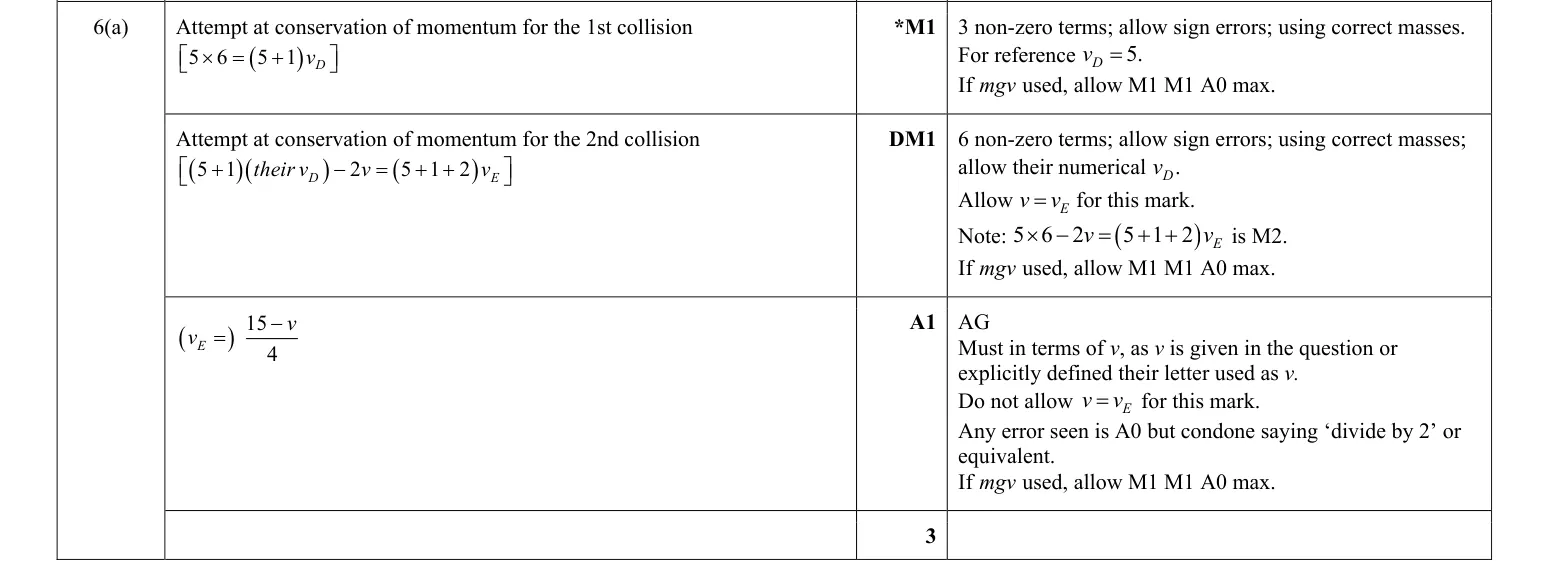 6(a)
Attempt at conservation of momentum for the 1st collision
[5×6=(5+1)v_D]
*M1
3 non-zero terms; allow sign errors; using correct masses.
For reference v_D = 5.
If mgv used, allow M1 M1 A0 max.
Attempt at conservation of momentum for the 2nd collision
[(5+1)(their v_D)−2v=(5+1+2)v_E]
DM1
6 non-zero terms; allow sign errors; using correct masses;
allow their numerical v_D.
Allow v=v_E for this mark.
Note: 5×6−2v=(5+1+2)v_E is M2.
If mgv used, allow M1 M1 A0 max.
(v_E =) (15−v)/4
A1
AG
Must in terms of v, as v is given in the question or
explicitly defined their letter used as v.
Do not allow v=v_E for this mark.
Any error seen is A0 but condone saying ‘divide by 2’ or
equivalent.
If mgv used, allow M1 M1 A0 max.
3